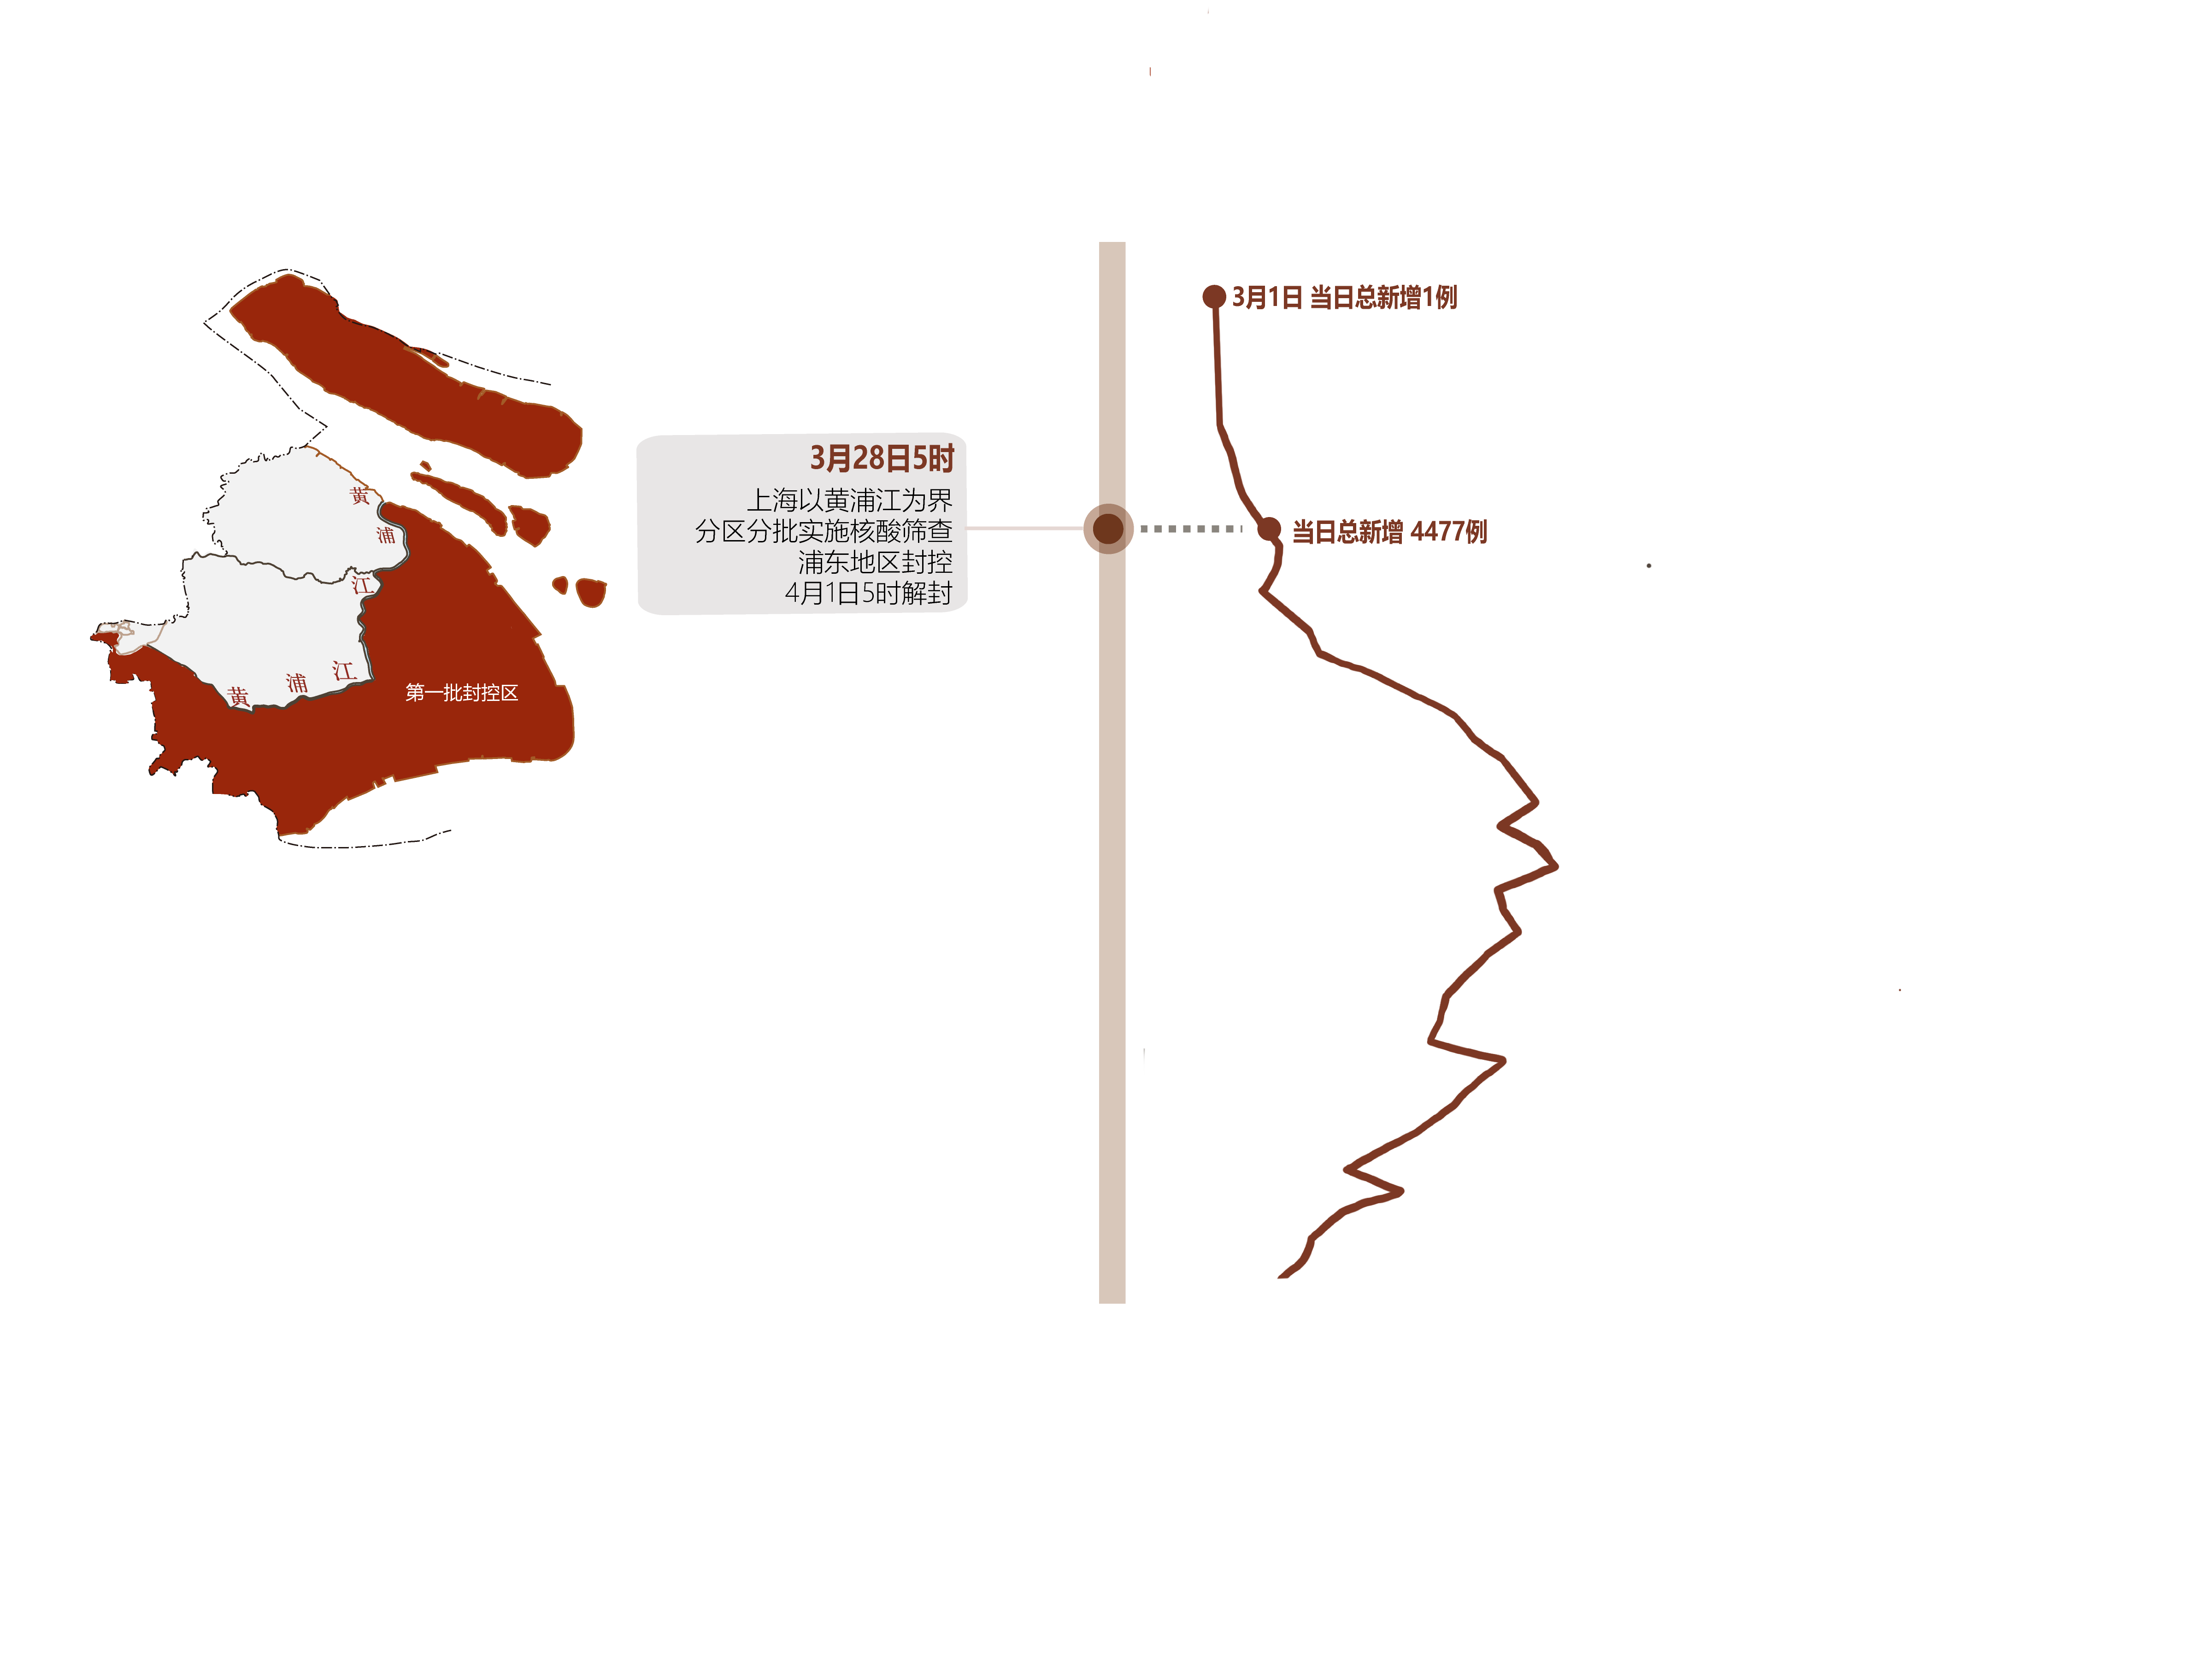 黄
浦
江
黄 浦 江
第一批封控区
3月28日5时
上海以黄浦江为界
分区分批实施核酸筛查
浦东地区封控
4月1日5时解封
3月1日 当日总新增1例
当日总新增 4477例